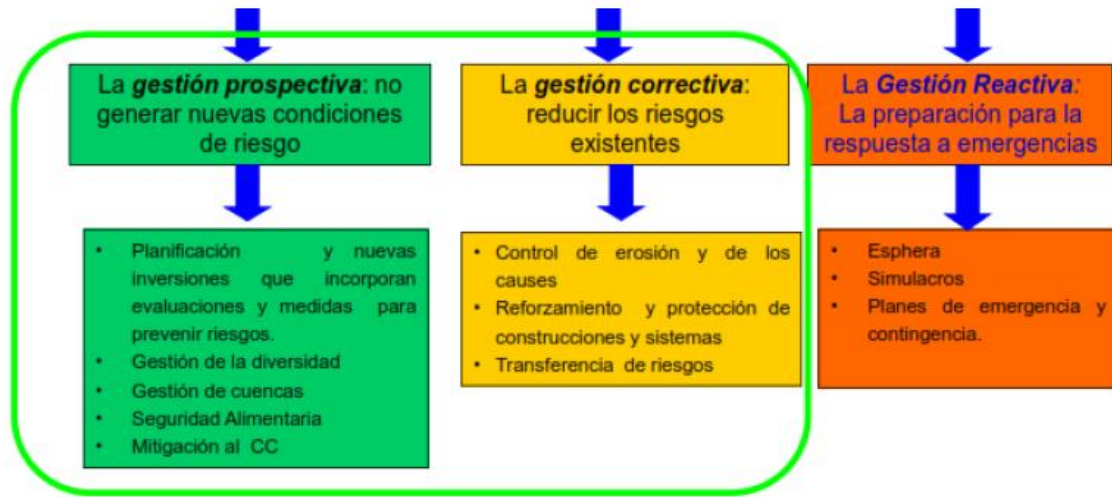 La gestión prospectiva: no
generar nuevas condiciones
de riesgo
La gestión correctiva:
reducir los riesgos
existentes
La Gestión Reactiva:
La preparación para la
respuesta a emergencias
• Planificación y nuevas
inversiones que incorporan
evaluaciones y medidas para
prevenir riesgos.
• Gestión de la diversidad
• Gestión de cuencas
• Seguridad Alimentaria
• Mitigación al CC
• Control de erosión y de los
causes
• Reforzamiento y protección de
construcciones y sistemas
• Transferencia de riesgos
• Esphera
• Simulacros
• Planes de emergencia y
contingencia.